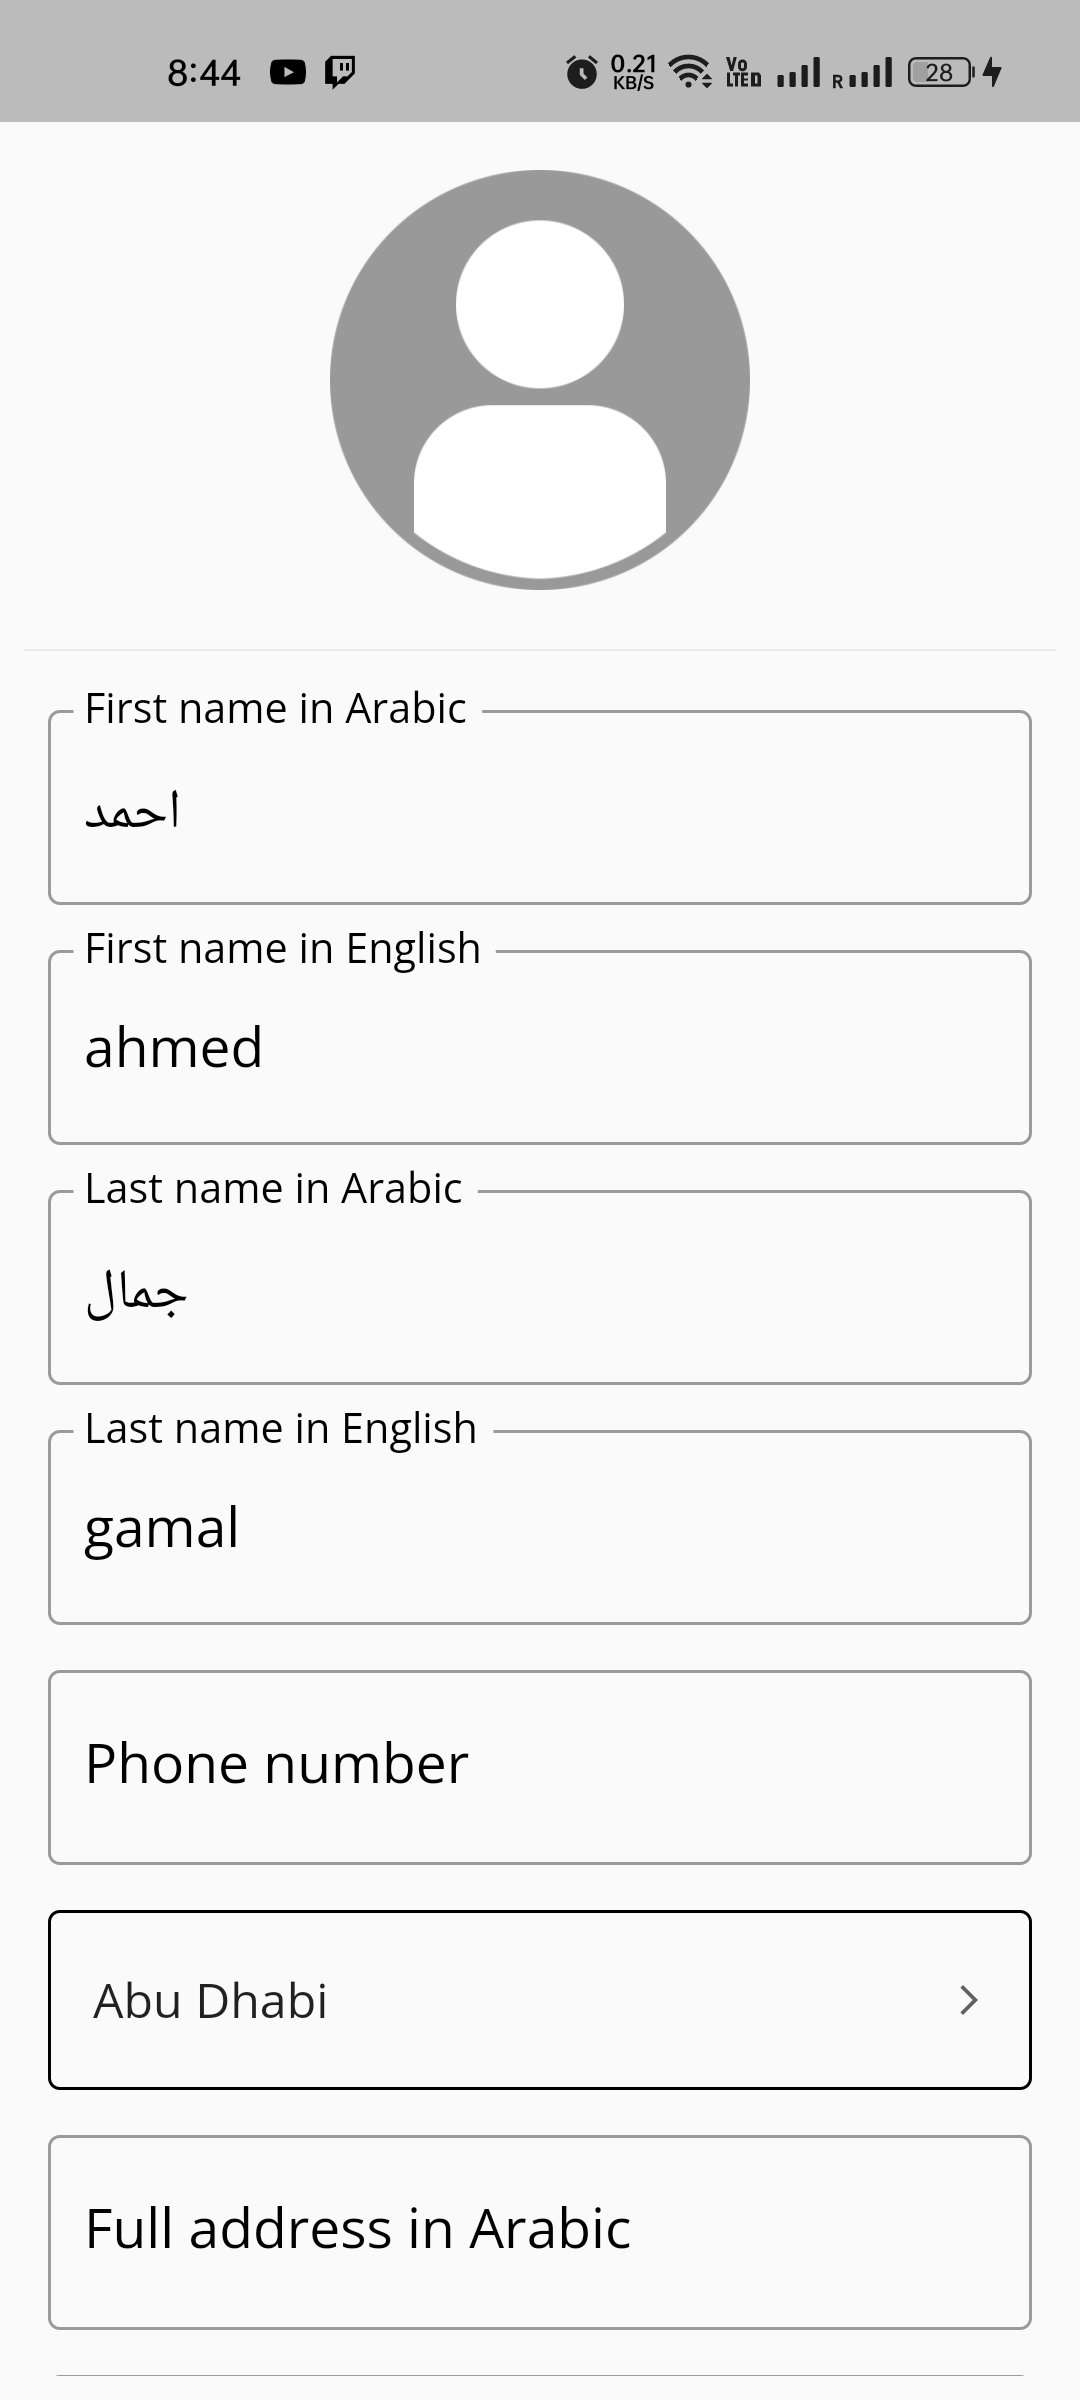 8:44 0.21 KB/S Vo LTED R 28
First name in Arabic
احمد
First name in English
ahmed
Last name in Arabic
جمال
Last name in English
gamal
Phone number
Abu Dhabi
Full address in Arabic